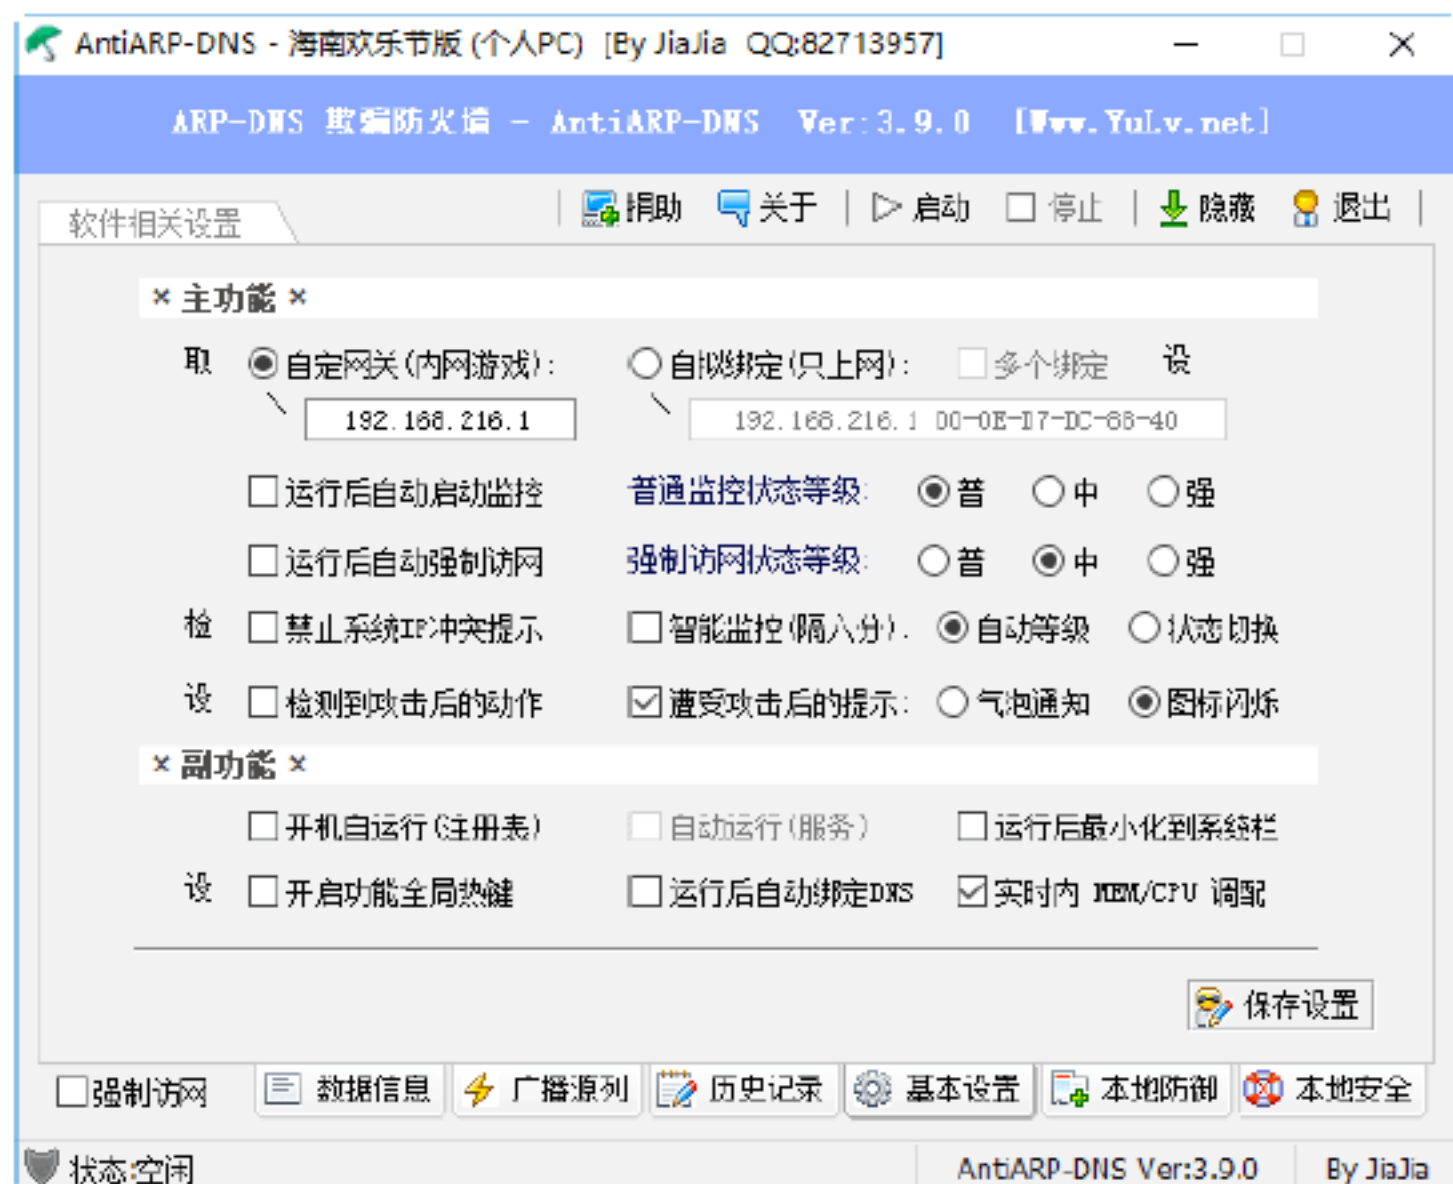 AntiARP-DNS - 海南欢乐节版 (个人PC) [By JiaJia QQ:82713957]
ARP-DNS 欺骗防火墙 - AntiARP-DNS Ver:3.9.0 [Www.YuLv.net]
软件相关设置 捐助 关于 启动 停止 隐藏 退出
× 主功能 ×
取 自定网关(内网游戏): 自拟绑定(只上网): 多个绑定 设
192.168.216.1 192.168.216.1 00-0E-D7-DC-88-40
运行后自动启动监控 普通监控状态等级: 普 中 强
运行后自动强制访网 强制访网状态等级: 普 中 强
检 禁止系统IP冲突提示 智能监控(隔八分). 自动等级 状态切换
设 检测到攻击后的动作 遭受攻击后的提示: 气泡通知 图标闪烁
× 副功能 ×
开机自运行(注册表) 自动运行(服务) 运行后最小化到系统栏
设 开启功能全局热键 运行后自动绑定DNS 实时内 MEM/CPU 调配
保存设置
强制访网 数据信息 广播源列 历史记录 基本设置 本地防御 本地安全
状态:空闲 AntiARP-DNS Ver:3.9.0 By JiaJia